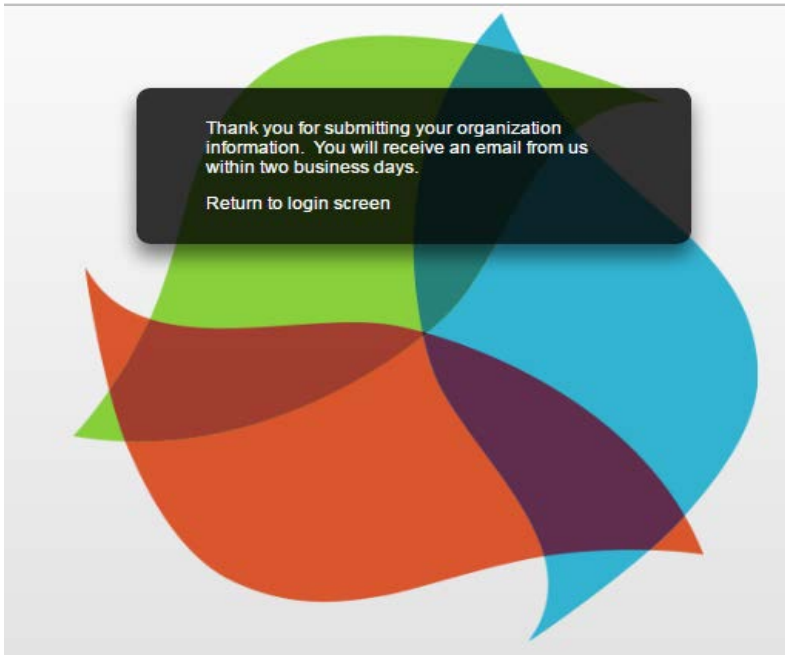 Thank you for submitting your organization
information.  You will receive an email from us
within two business days.
Return to login screen